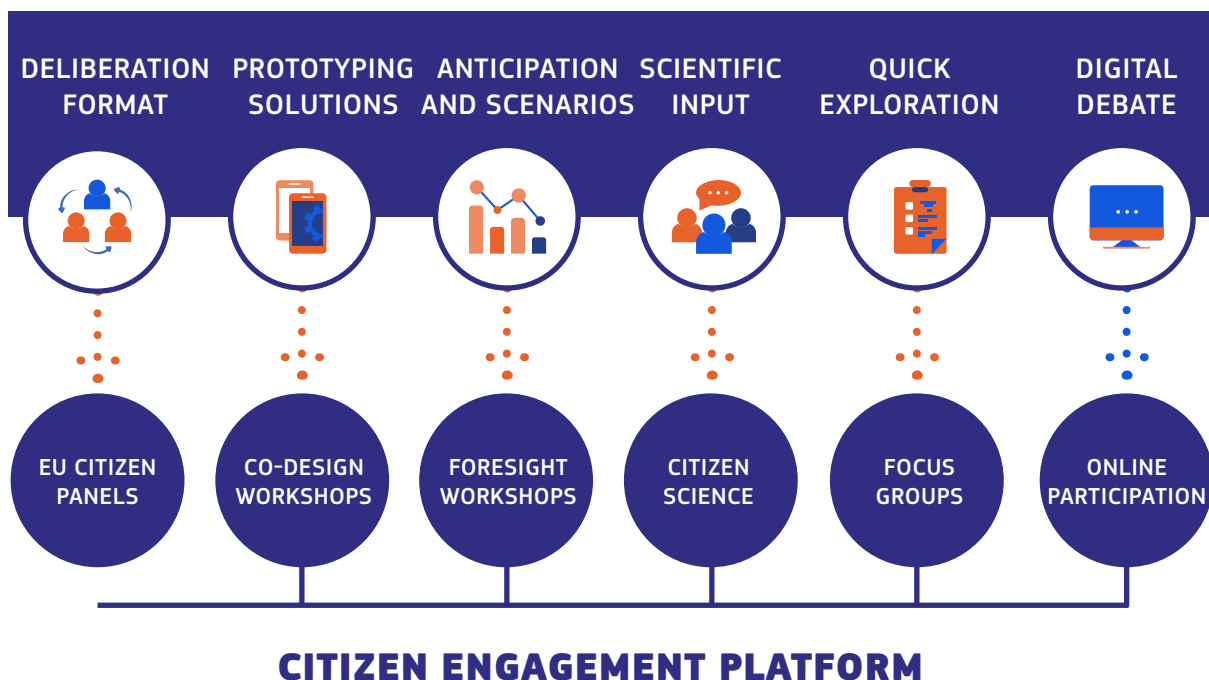 DELIBERATION
FORMAT
PROTOTYPING
SOLUTIONS
ANTICIPATION
AND SCENARIOS
SCIENTIFIC
INPUT
QUICK
EXPLORATION
DIGITAL
DEBATE
EU CITIZEN
PANELS
CO-DESIGN
WORKSHOPS
FORESIGHT
WORKSHOPS
CITIZEN
SCIENCE
FOCUS
GROUPS
ONLINE
PARTICIPATION
CITIZEN ENGAGEMENT PLATFORM